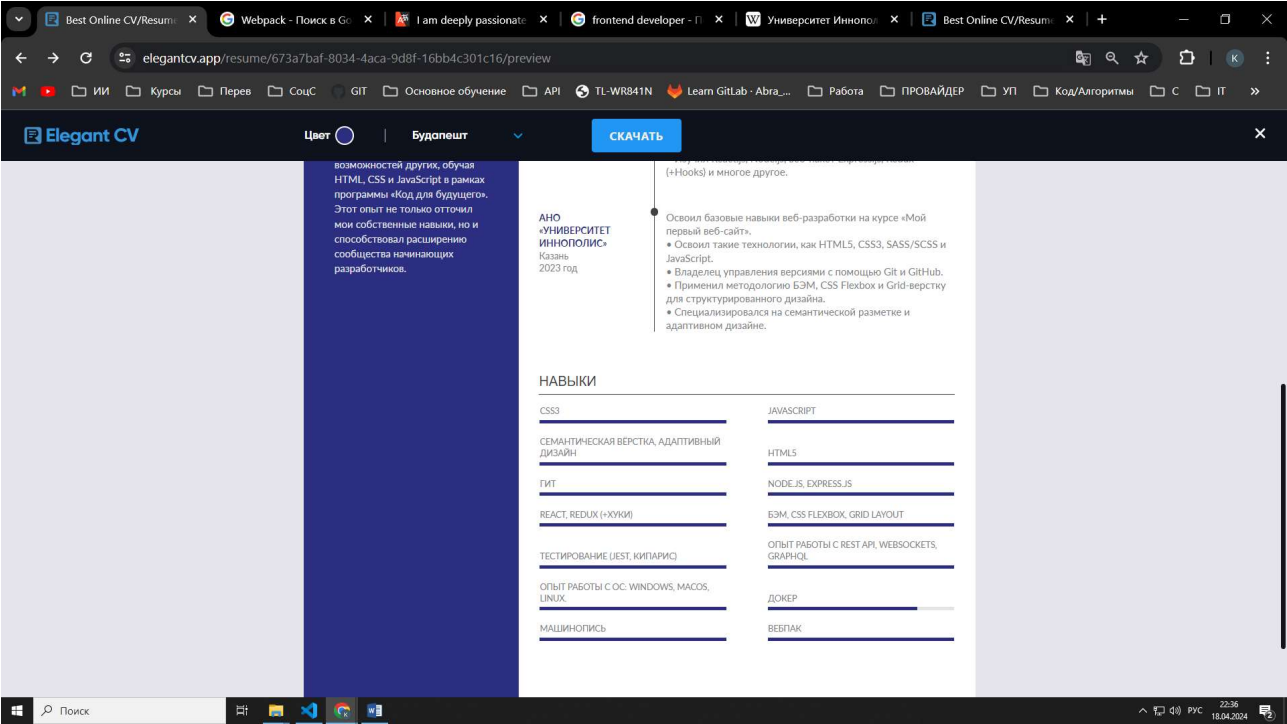 Best Online CV/Resum
Webpack - Поиск в Go
I am deeply passionate
frontend developer - П
Университет Иннопол
Best Online CV/Resum
elegantcv.app/resume/673a7baf-8034-4aca-9d8f-16bb4c301c16/preview
K
ИИ
Курсы
Перев
СоцС
GIT
Основное обучение
API
TL-WR841N
Learn GitLab · Abra_...
Работа
ПРОВАЙДЕР
УП
Код/Алгоритмы
С
IT
»
Elegant CV
Цвет
Будапешт
СКАЧАТЬ
возможностей других, обучая
HTML, CSS и JavaScript в рамках
программы «Код для будущего».
Этот опыт не только отточил
мои собственные навыки, но и
способствовал расширению
сообщества начинающих
разработчиков.
(+Hooks) и многое другое.
АНО
«УНИВЕРСИТЕТ
ИННОПОЛИС»
Казань
2023 год
Освоил базовые навыки веб-разработки на курсе «Мой
первый веб-сайт».
• Освоил такие технологии, как HTML5, CSS3, SASS/SCSS и
JavaScript.
• Владелец управления версиями с помощью Git и GitHub.
• Применил методологию БЭМ, CSS Flexbox и Grid-верстку
для структурированного дизайна.
• Специализировался на семантической разметке и
адаптивном дизайне.
НАВЫКИ
CSS3
JAVASCRIPT
СЕМАНТИЧЕСКАЯ ВЁРСТКА, АДАПТИВНЫЙ
ДИЗАЙН
HTML5
ГИТ
NODE.JS, EXPRESS.JS
REACT, REDUX (+ХУКИ)
БЭМ, CSS FLEXBOX, GRID LAYOUT
ТЕСТИРОВАНИЕ (JEST, КИПАРИС)
ОПЫТ РАБОТЫ С REST API, WEBSOCKETS,
GRAPHQL
ОПЫТ РАБОТЫ С ОС: WINDOWS, MACOS,
LINUX.
ДОКЕР
МАШИНОПИСЬ
ВЕБПАК
Поиск
РУС
22:36
18.04.2024